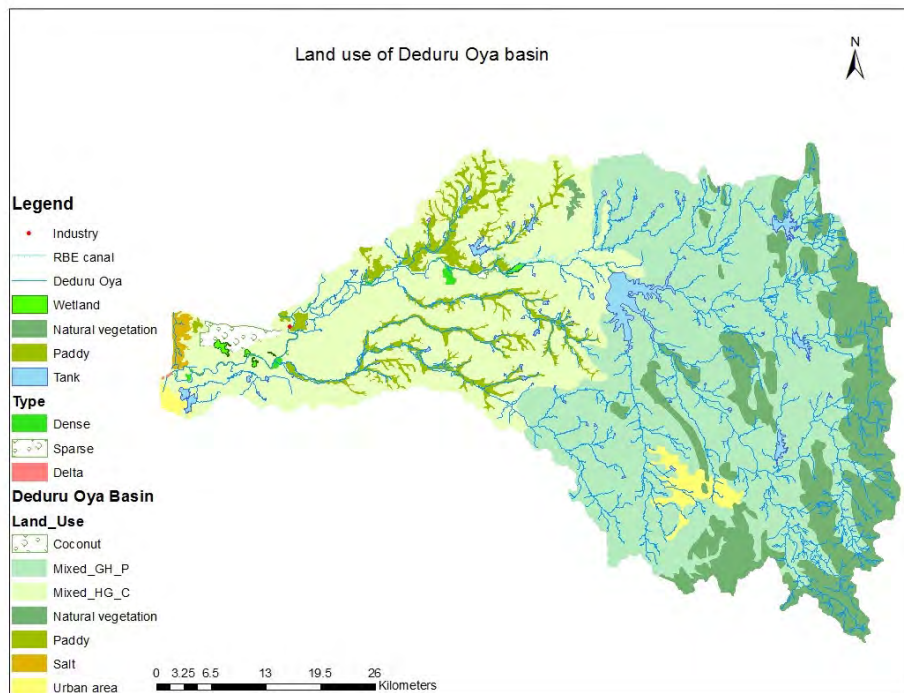 Land use of Deduru Oya basin
N
Legend
Industry
RBE canal
Deduru Oya
Wetland
Natural vegetation
Paddy
Tank
Type
Dense
Sparse
Delta
Deduru Oya Basin
Land_Use
Coconut
Mixed_GH_P
Mixed_HG_C
Natural vegetation
Paddy
Salt
Urban area
0 3.25 6.5 13 19.5 26
Kilometers